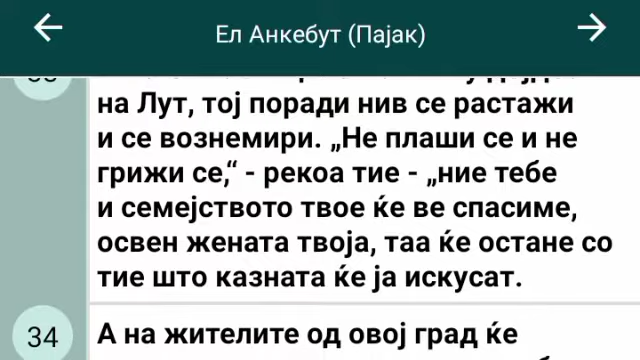 Ел Анкебут (Пајак)
на Лут, тој поради нив се растажи
и се вознемири. „Не плаши се и не
грижи се,“ - рекоа тие - „ние тебе
и семејството твое ќе ве спасиме,
освен жената твоја, таа ќе остане со
тие што казната ќе ја искусат.
34
А на жителите од овој град ќе